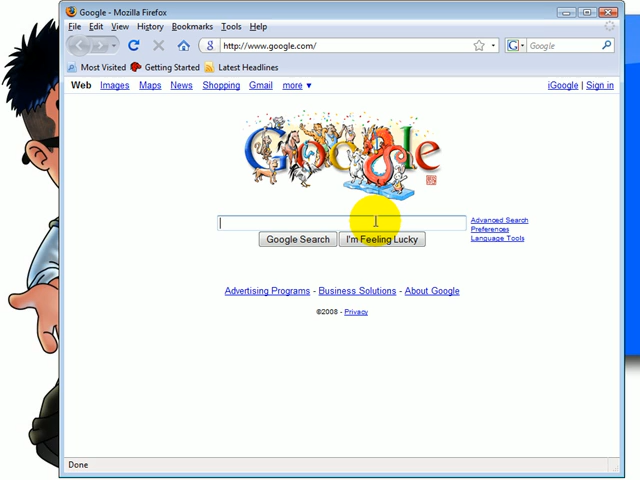 Google - Mozilla Firefox
File Edit View History Bookmarks Tools Help
http://www.google.com/
Google
Most Visited Getting Started Latest Headlines
Web Images Maps News Shopping Gmail more ▼ iGoogle | Sign in
Google
Advanced Search
Preferences
Language Tools
Google Search I'm Feeling Lucky
Advertising Programs - Business Solutions - About Google
©2008 - Privacy
Done